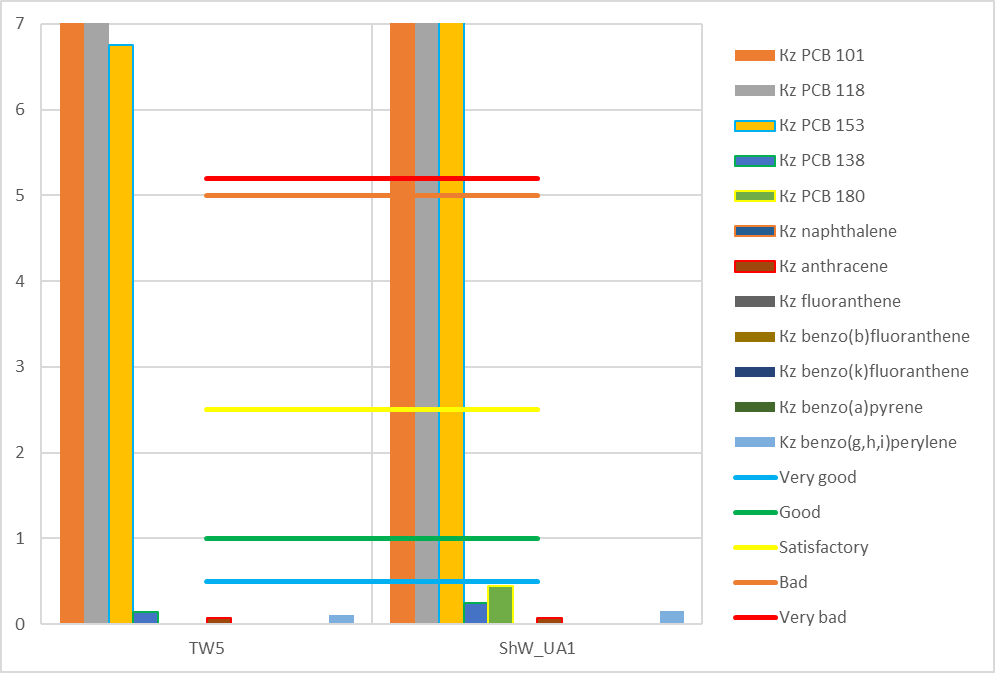 7
6
5
4
3
2
1
0
TW5
ShW_UA1
Kz PCB 101
Kz PCB 118
Kz PCB 153
Kz PCB 138
Kz PCB 180
Kz naphthalene
Kz anthracene
Kz fluoranthene
Kz benzo(b)fluoranthene
Kz benzo(k)fluoranthene
Kz benzo(a)pyrene
Kz benzo(g,h,i)perylene
Very good
Good
Satisfactory
Bad
Very bad